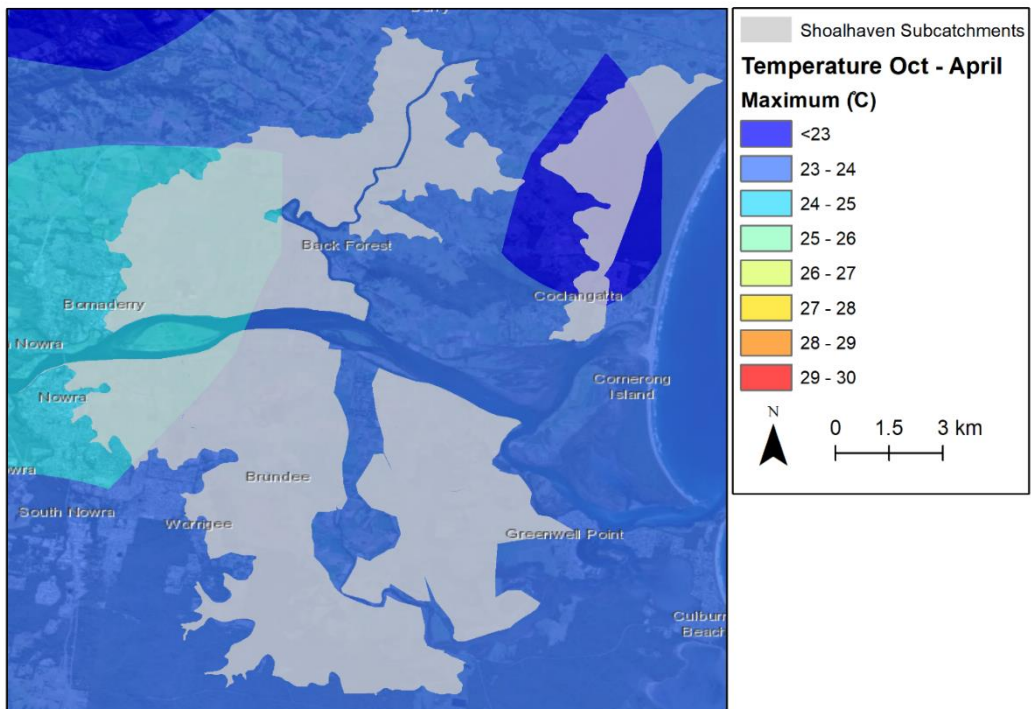 Back Forest
Bomaderry
Coolangatta
Nowra
Comerong
Island
Nowra
Brundee
South Nowra
Worrigee
Greenwell Point
Culburra
Beach
Shoalhaven Subcatchments
Temperature Oct - April
Maximum (°C)
<23
23 - 24
24 - 25
25 - 26
26 - 27
27 - 28
28 - 29
29 - 30
N
0 1.5 3 km